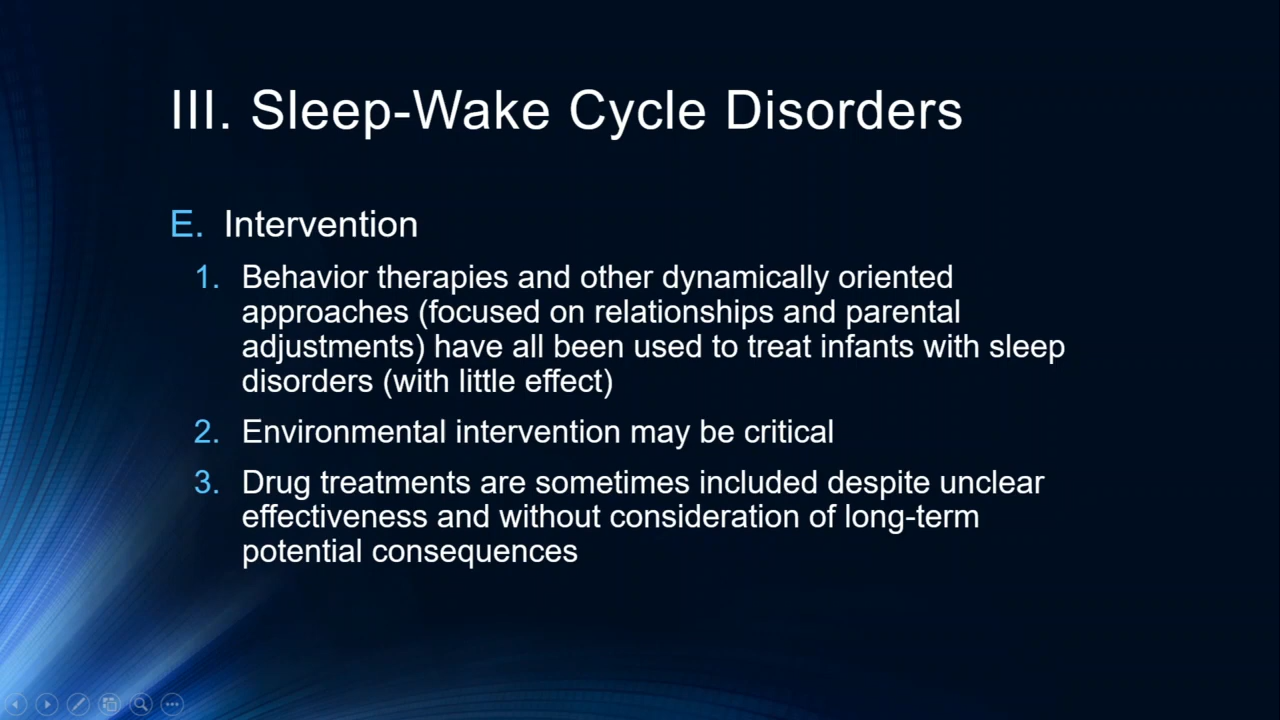 III. Sleep-Wake Cycle Disorders
E. Intervention
1. Behavior therapies and other dynamically oriented
approaches (focused on relationships and parental
adjustments) have all been used to treat infants with sleep
disorders (with little effect)
2. Environmental intervention may be critical
3. Drug treatments are sometimes included despite unclear
effectiveness and without consideration of long-term
potential consequences